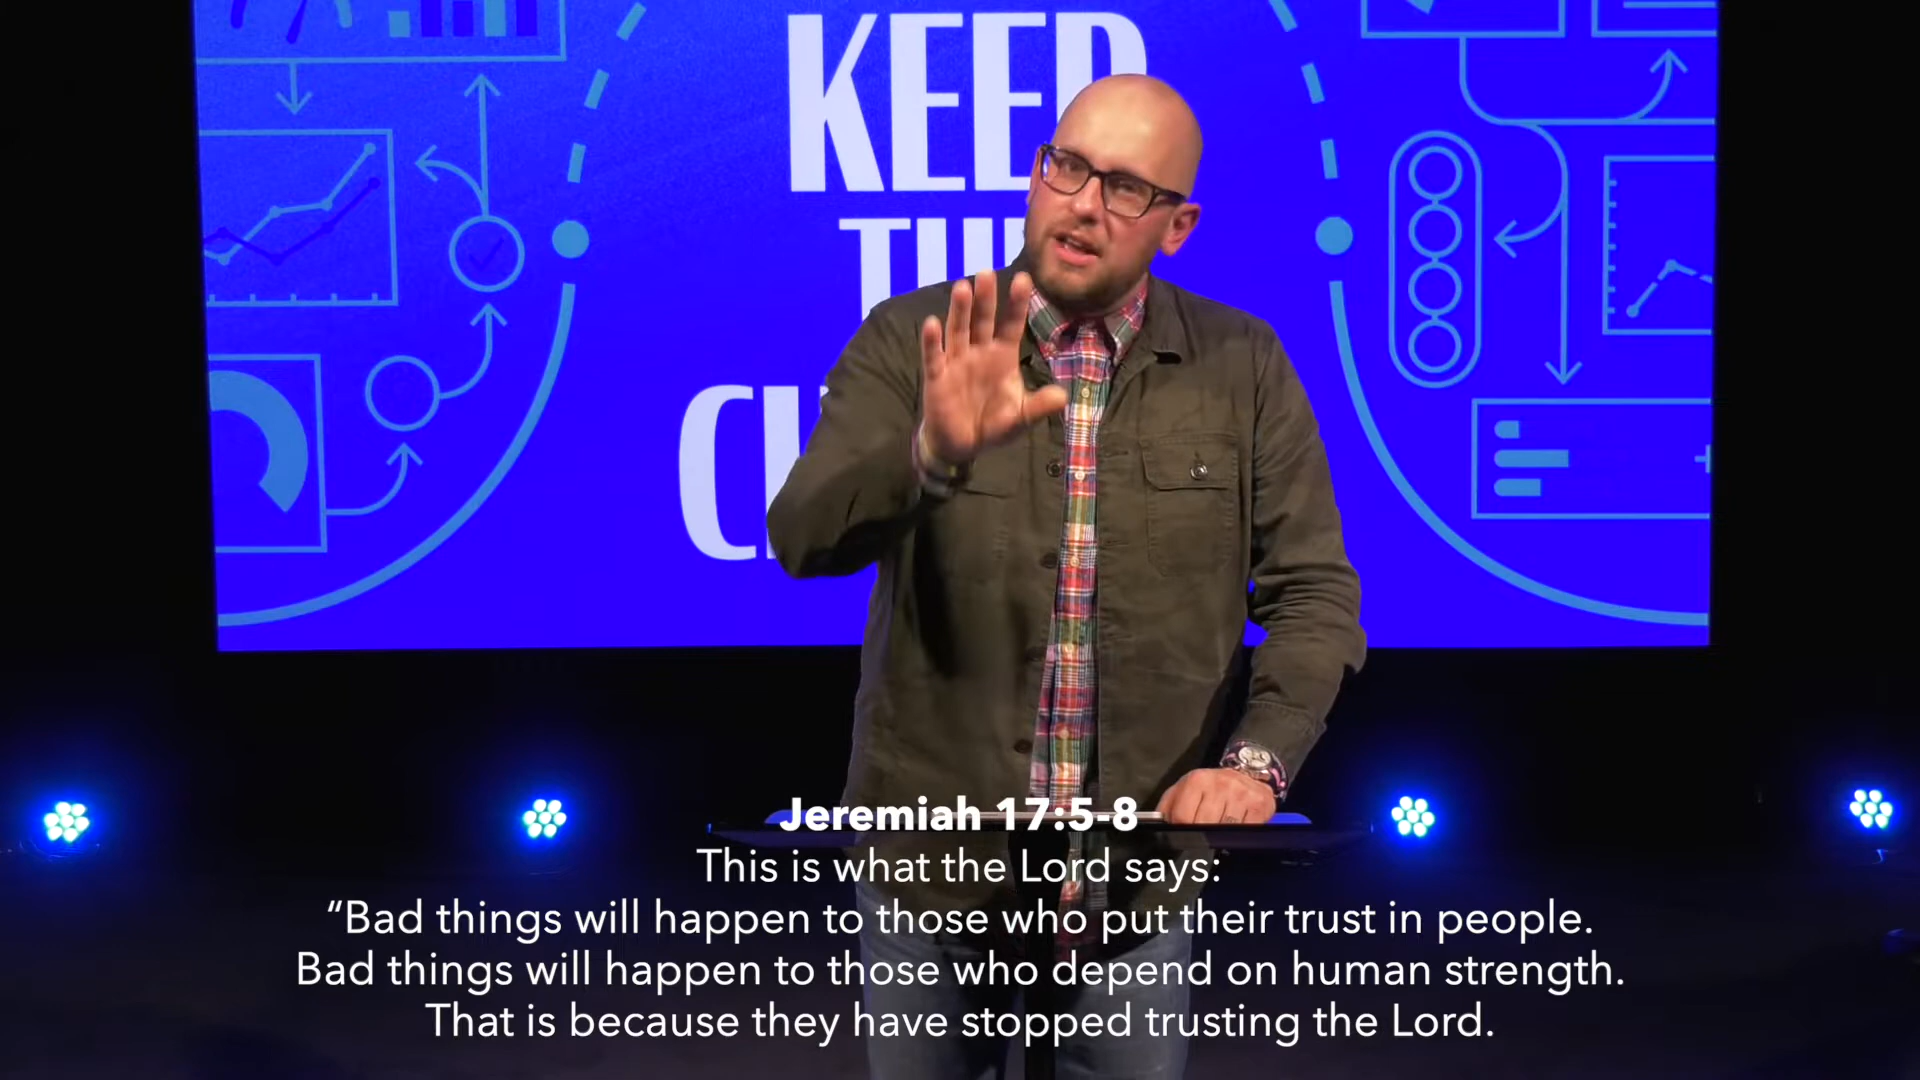 KEEP
Jeremiah 17:5-8
This is what the Lord says:
“Bad things will happen to those who put their trust in people.
Bad things will happen to those who depend on human strength.
That is because they have stopped trusting the Lord.